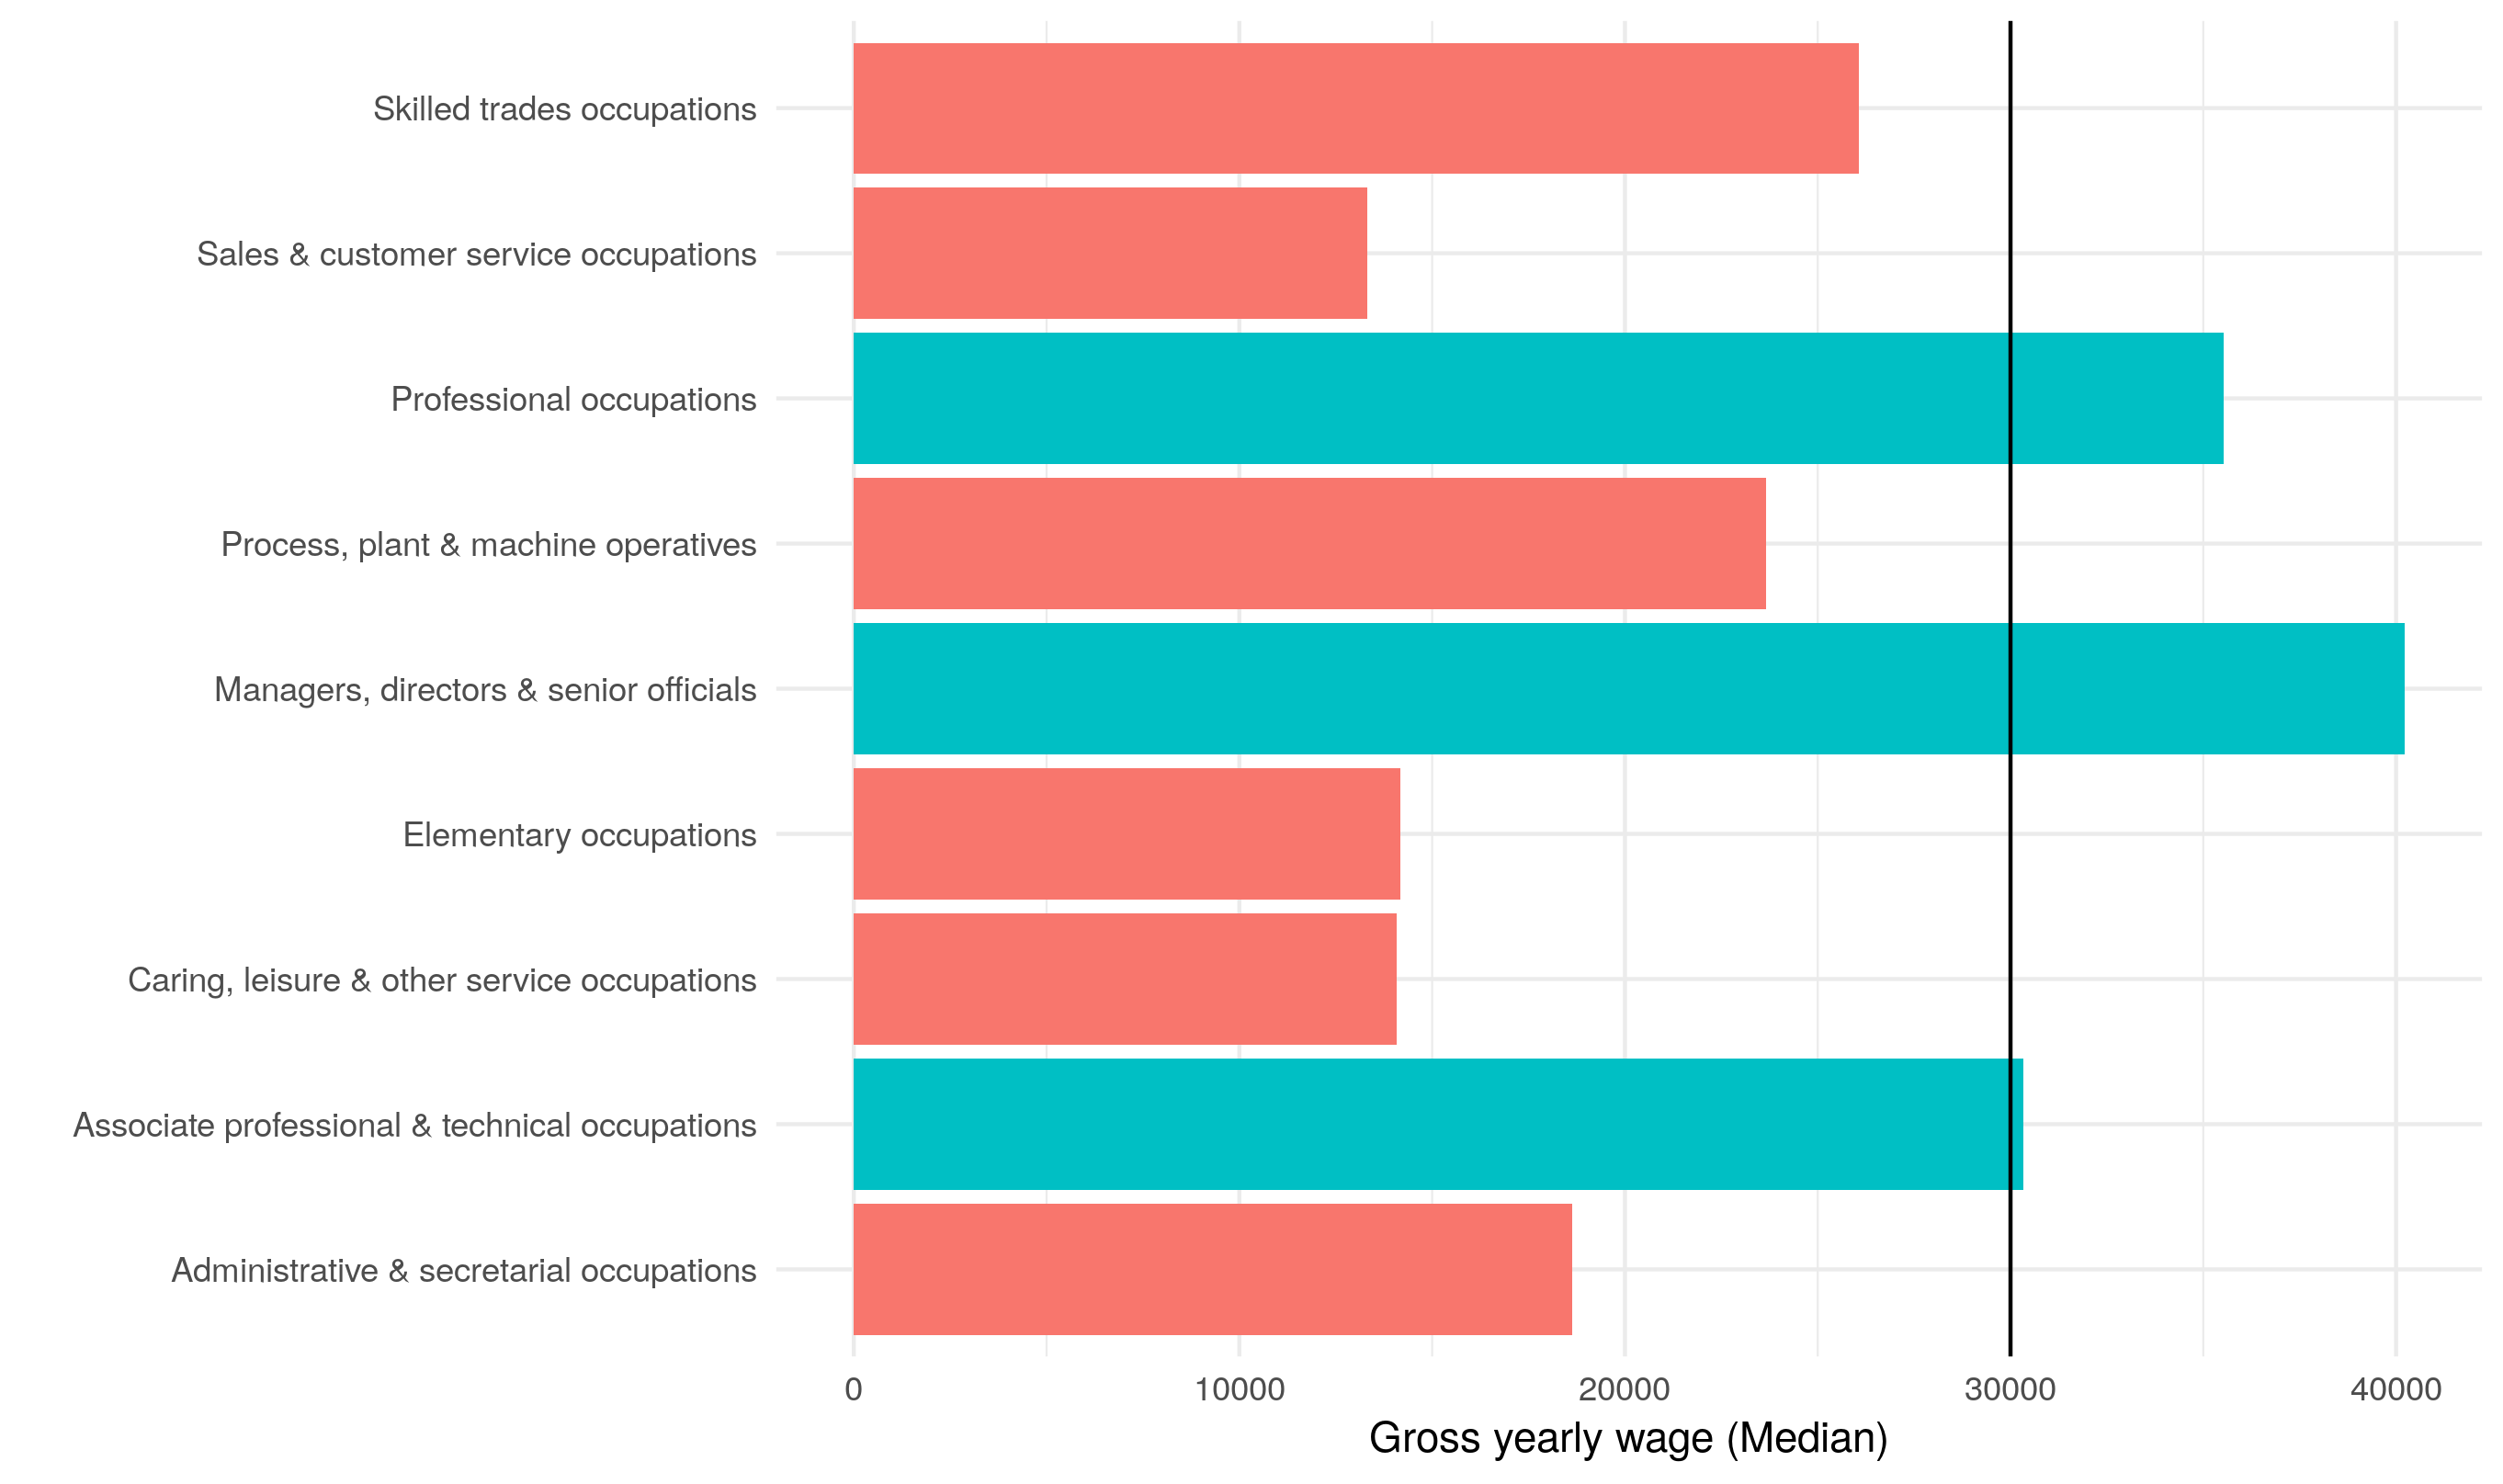 Skilled trades occupations
Sales & customer service occupations
Professional occupations
Process, plant & machine operatives
Managers, directors & senior officials
Elementary occupations
Caring, leisure & other service occupations
Associate professional & technical occupations
Administrative & secretarial occupations
0 10000 20000 30000 40000
Gross yearly wage (Median)